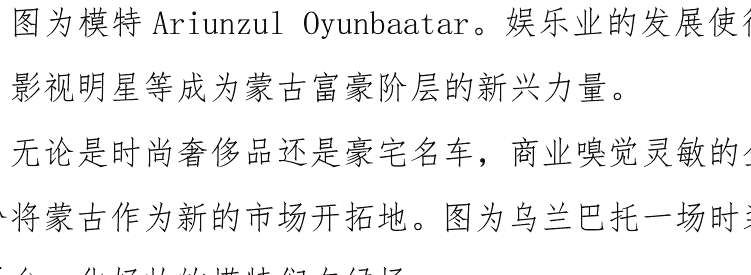 图为模特 Ariunzul Oyunbaatar。娱乐业的发展使
影视明星等成为蒙古富豪阶层的新兴力量。
无论是时尚奢侈品还是豪宅名车，商业嗅觉灵敏的
将蒙古作为新的市场开拓地。图为乌兰巴托一场时装